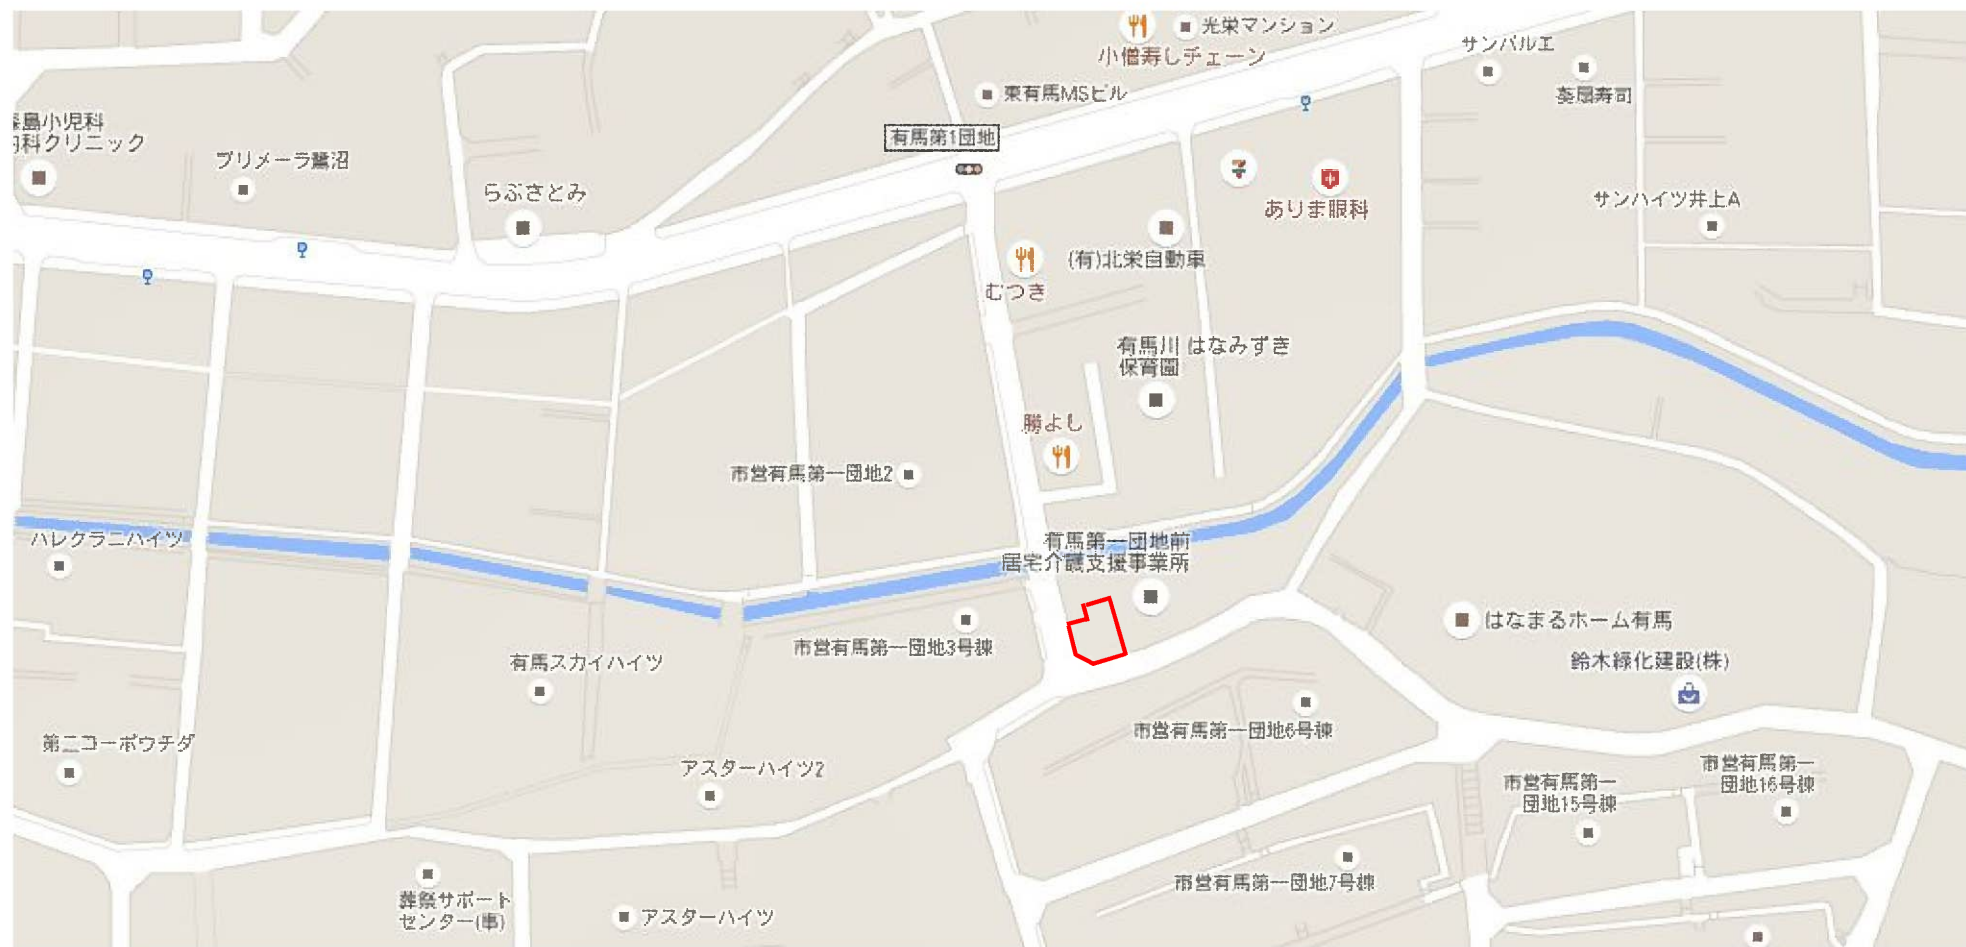 光栄マンション
小僧寿しチェーン
サンパルエ
葵扇寿司
東有馬MSビル
島小児科
科クリニック
有馬第1団地
プリメーラ鷺沼
らぶさとみ
ありま眼科
サンハイツ井上A
(有)北栄自動車
むつき
有馬川 はなみずき
保育園
勝よし
市営有馬第一団地2
ハレクラニハイツ
有馬第一団地前
居宅介護支援事業所
はなまるホーム有馬
市営有馬第一団地3号棟
有馬スカイハイツ
鈴木緑化建設(株)
市営有馬第一団地6号棟
第二コーポウチダ
アスターハイツ2
市営有馬第一
団地15号棟
市営有馬第一
団地16号棟
市営有馬第一団地7号棟
葬祭サポート
センター(車)
アスターハイツ